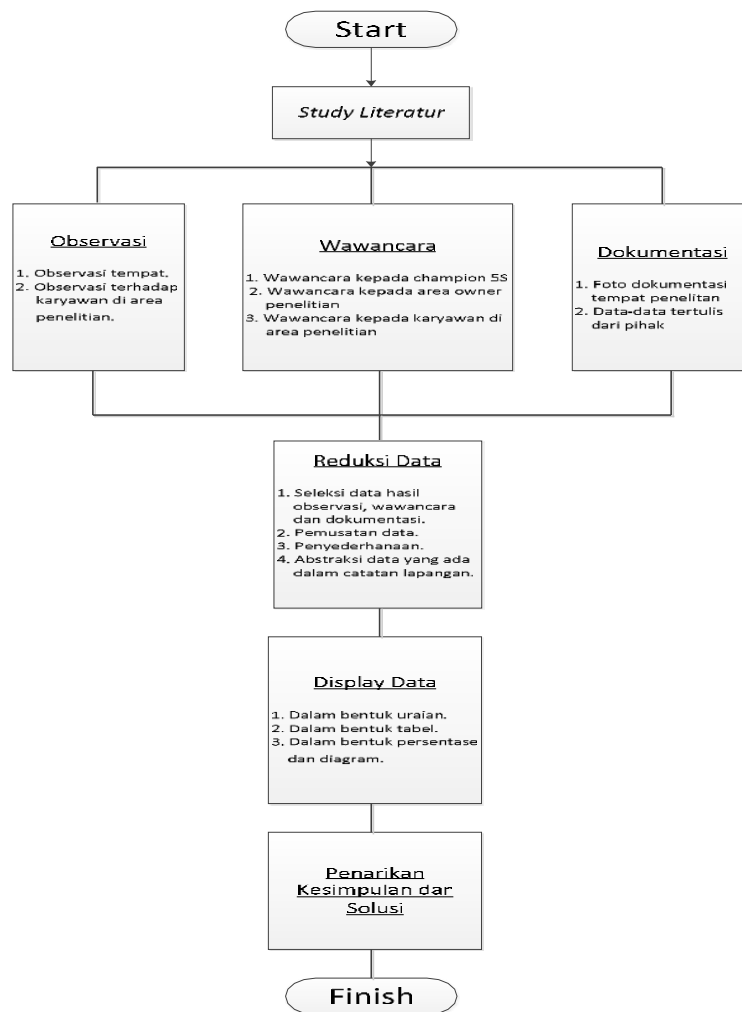 Start
Study Literatur
Observasi
1. Observasi tempat.
2. Observasi terhadap
karyawan di area
penelitian.
Wawancara
1. Wawancara kepada champion 5S
2. Wawancara kepada area owner
penelitian
3. Wawancara kepada karyawan di
area penelitian
Dokumentasi
1. Foto dokumentasi
tempat penelitan
2. Data-data tertulis
dari pihak
Reduksi Data
1. Seleksi data hasil
observasi, wawancara
dan dokumentasi.
2. Pemusatan data.
3. Penyederhanaan.
4. Abstraksi data yang ada
dalam catatan lapangan.
Display Data
1. Dalam bentuk uraian.
2. Dalam bentuk tabel.
3. Dalam bentuk persentase
dan diagram.
Penarikan
Kesimpulan dan
Solusi
Finish